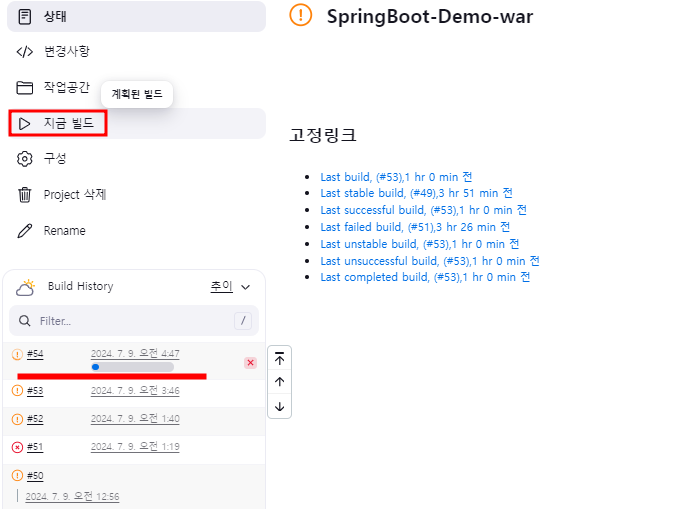 상태
변경사항
작업공간
계획된 빌드
지금 빌드
구성
Project 삭제
Rename
Build History
추이
Filter...
/
#54
2024. 7. 9. 오전 4:47
#53
2024. 7. 9. 오전 3:46
#52
2024. 7. 9. 오전 1:40
#51
2024. 7. 9. 오전 1:19
#50
2024. 7. 9. 오전 12:56
SpringBoot-Demo-war
고정링크
Last build, (#53),1 hr 0 min 전
Last stable build, (#49),3 hr 51 min 전
Last successful build, (#53),1 hr 0 min 전
Last failed build, (#51),3 hr 26 min 전
Last unstable build, (#53),1 hr 0 min 전
Last unsuccessful build, (#53),1 hr 0 min 전
Last completed build, (#53),1 hr 0 min 전